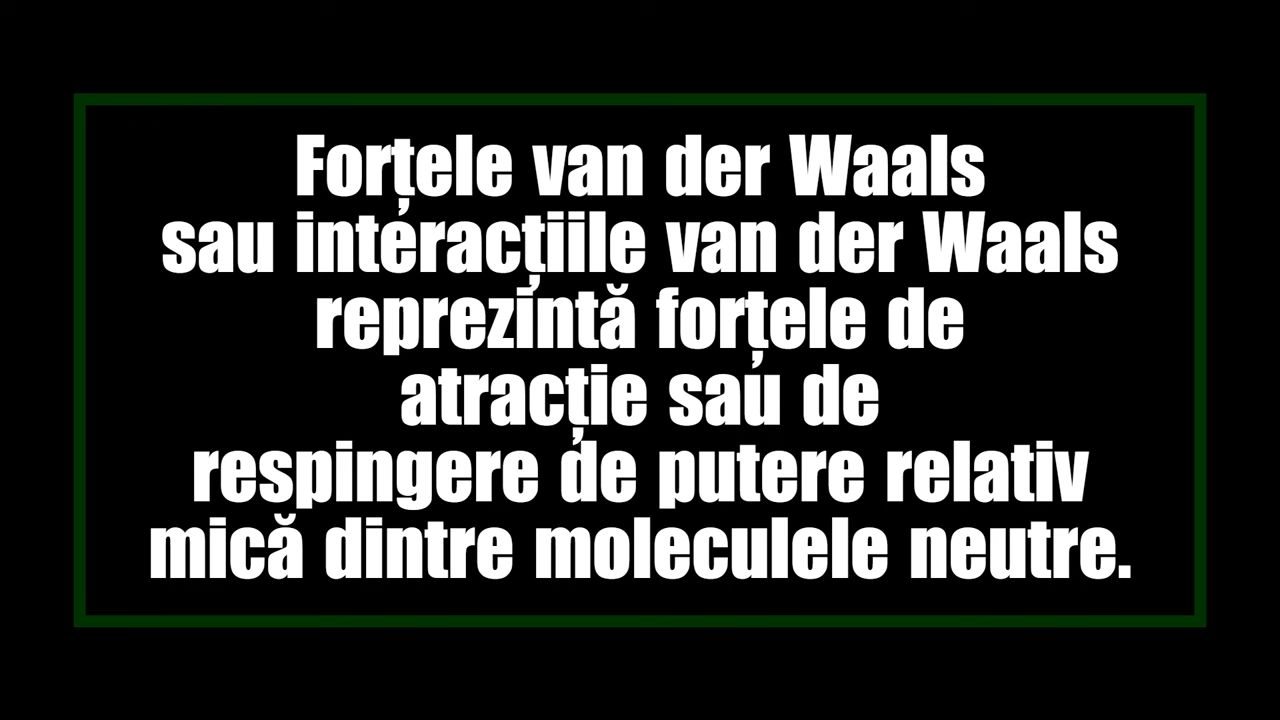 Forțele van der Waals
sau interacțiile van der Waals
reprezintă forțele de
atracție sau de
respingere de putere relativ
mică dintre moleculele neutre.